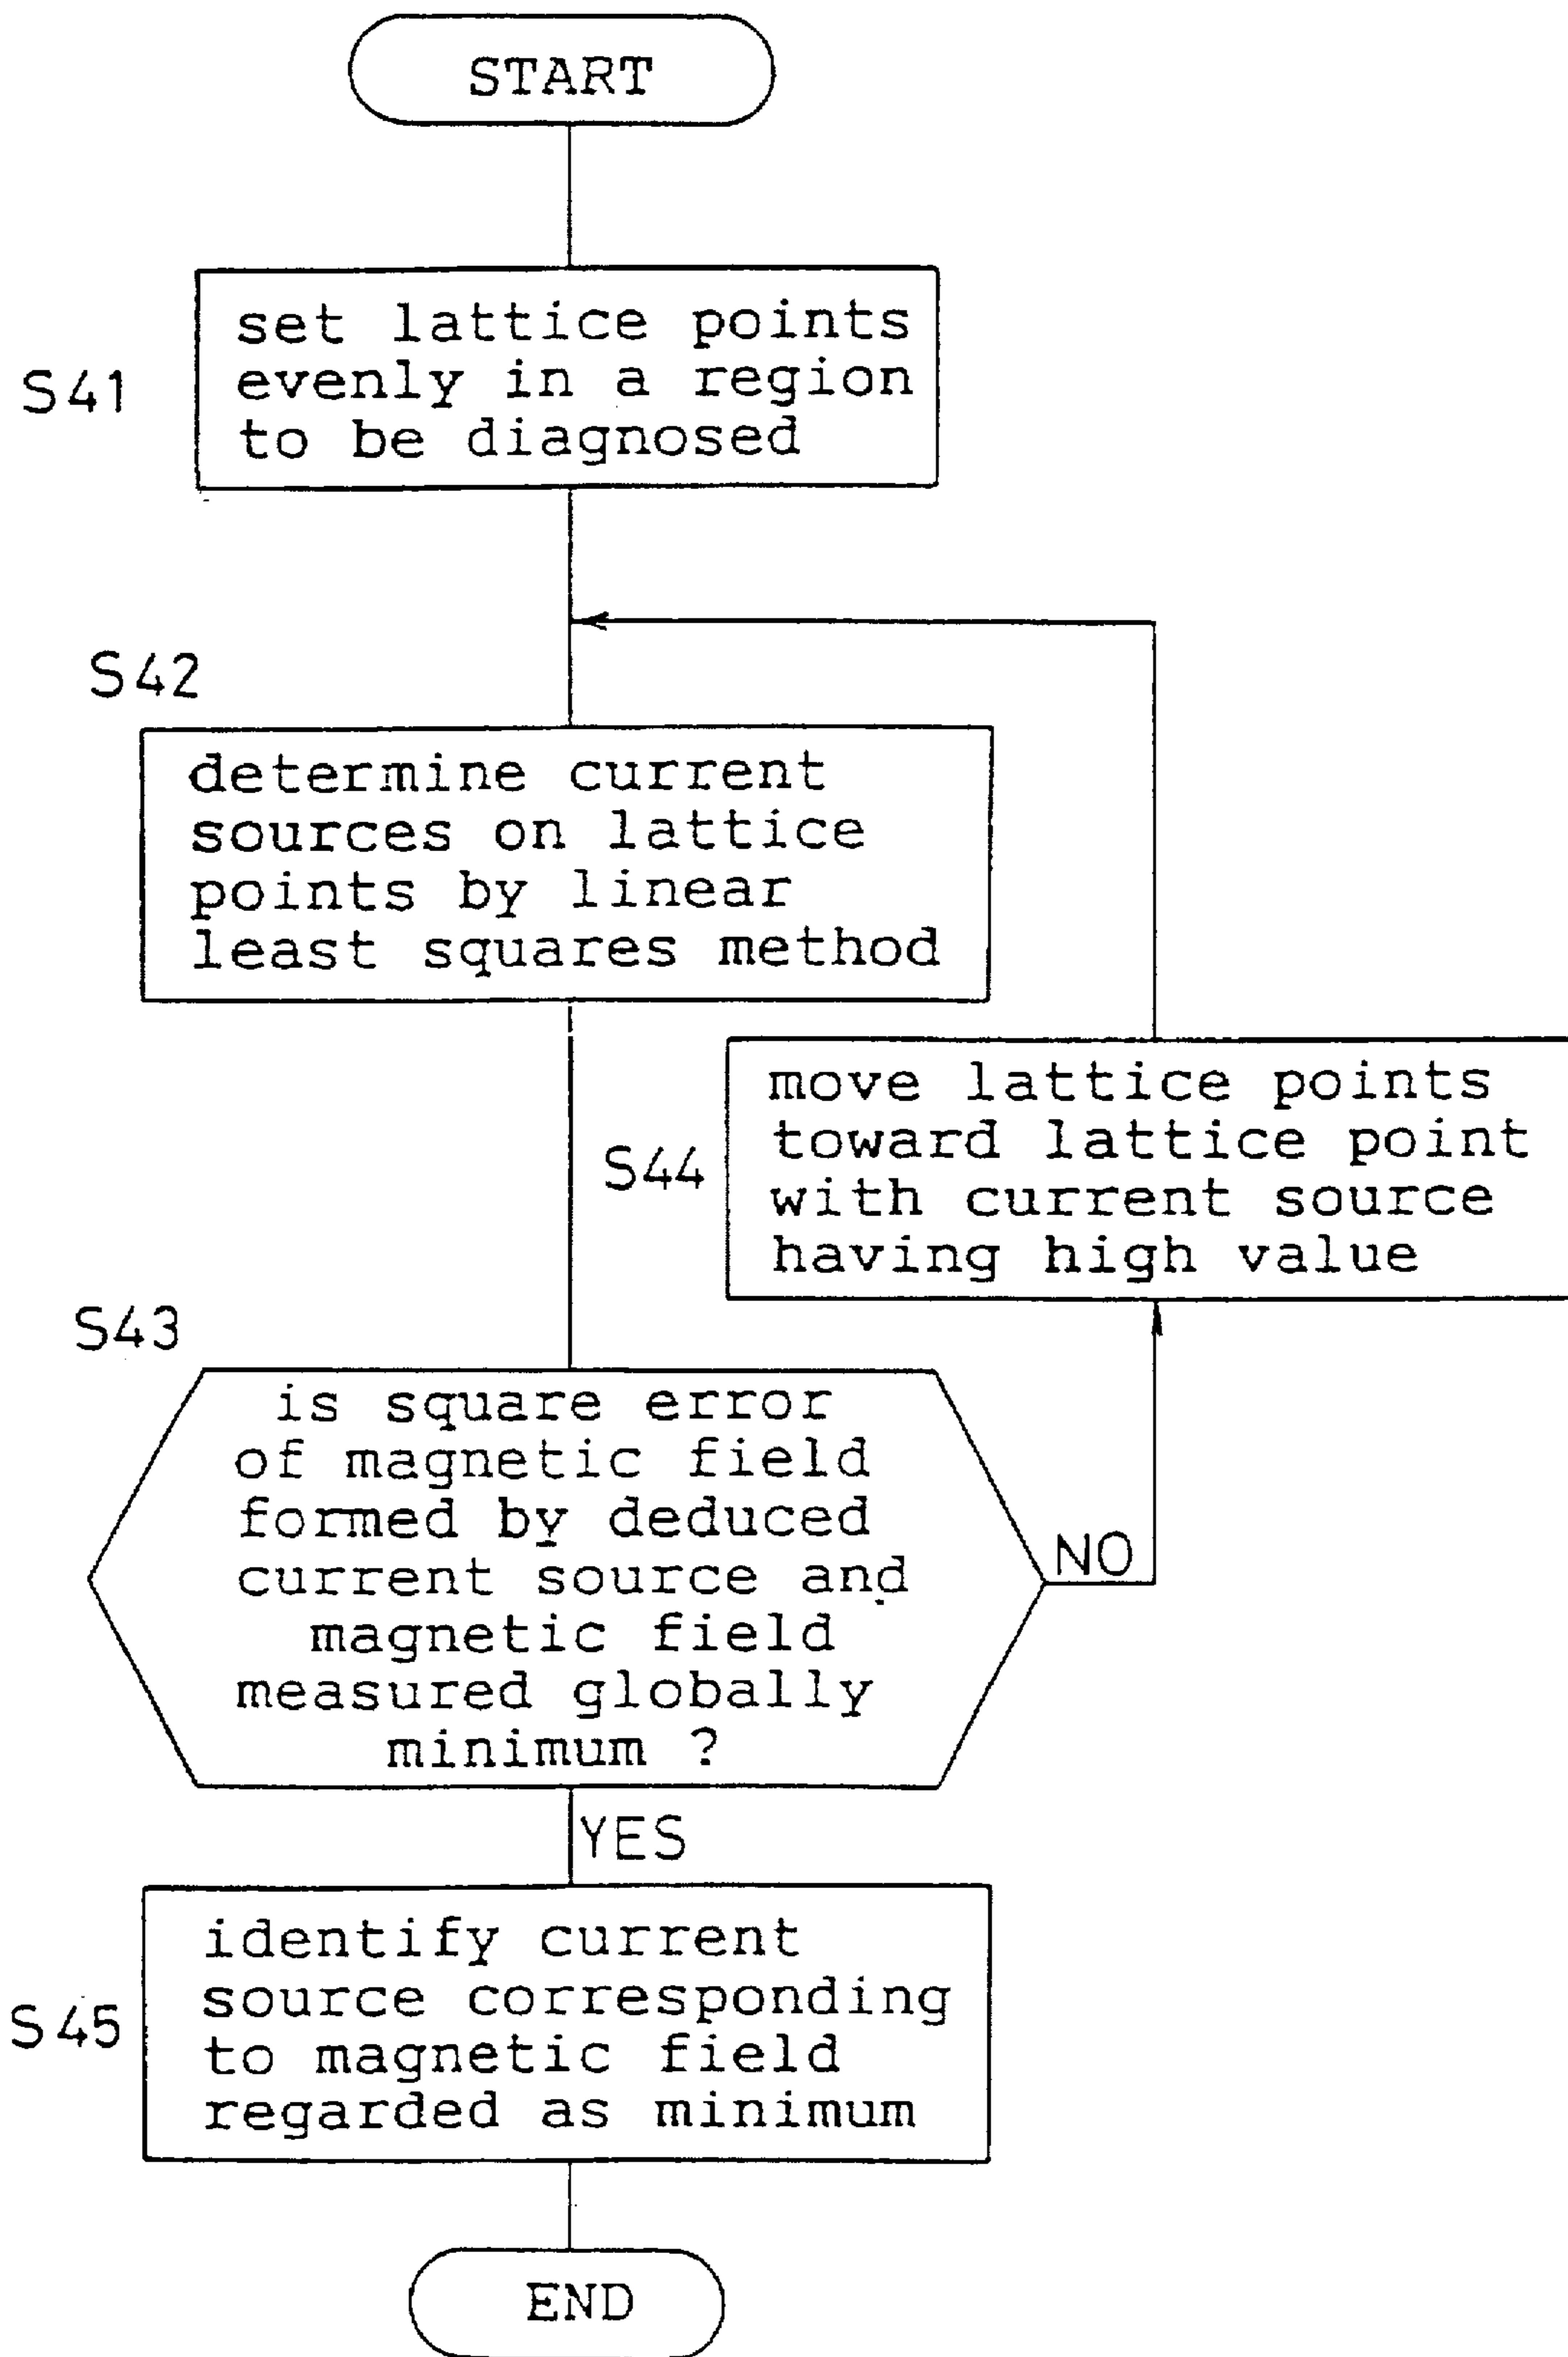 START
S41
set lattice points
evenly in a region
to be diagnosed
S42
determine current
sources on lattice
points by linear
least squares method
S44
move lattice points
toward lattice point
with current source
having high value
S43
is square error
of magnetic field
formed by deduced
current source and
magnetic field
measured globally
minimum ?
NO
YES
S45
identify current
source corresponding
to magnetic field
regarded as minimum
END